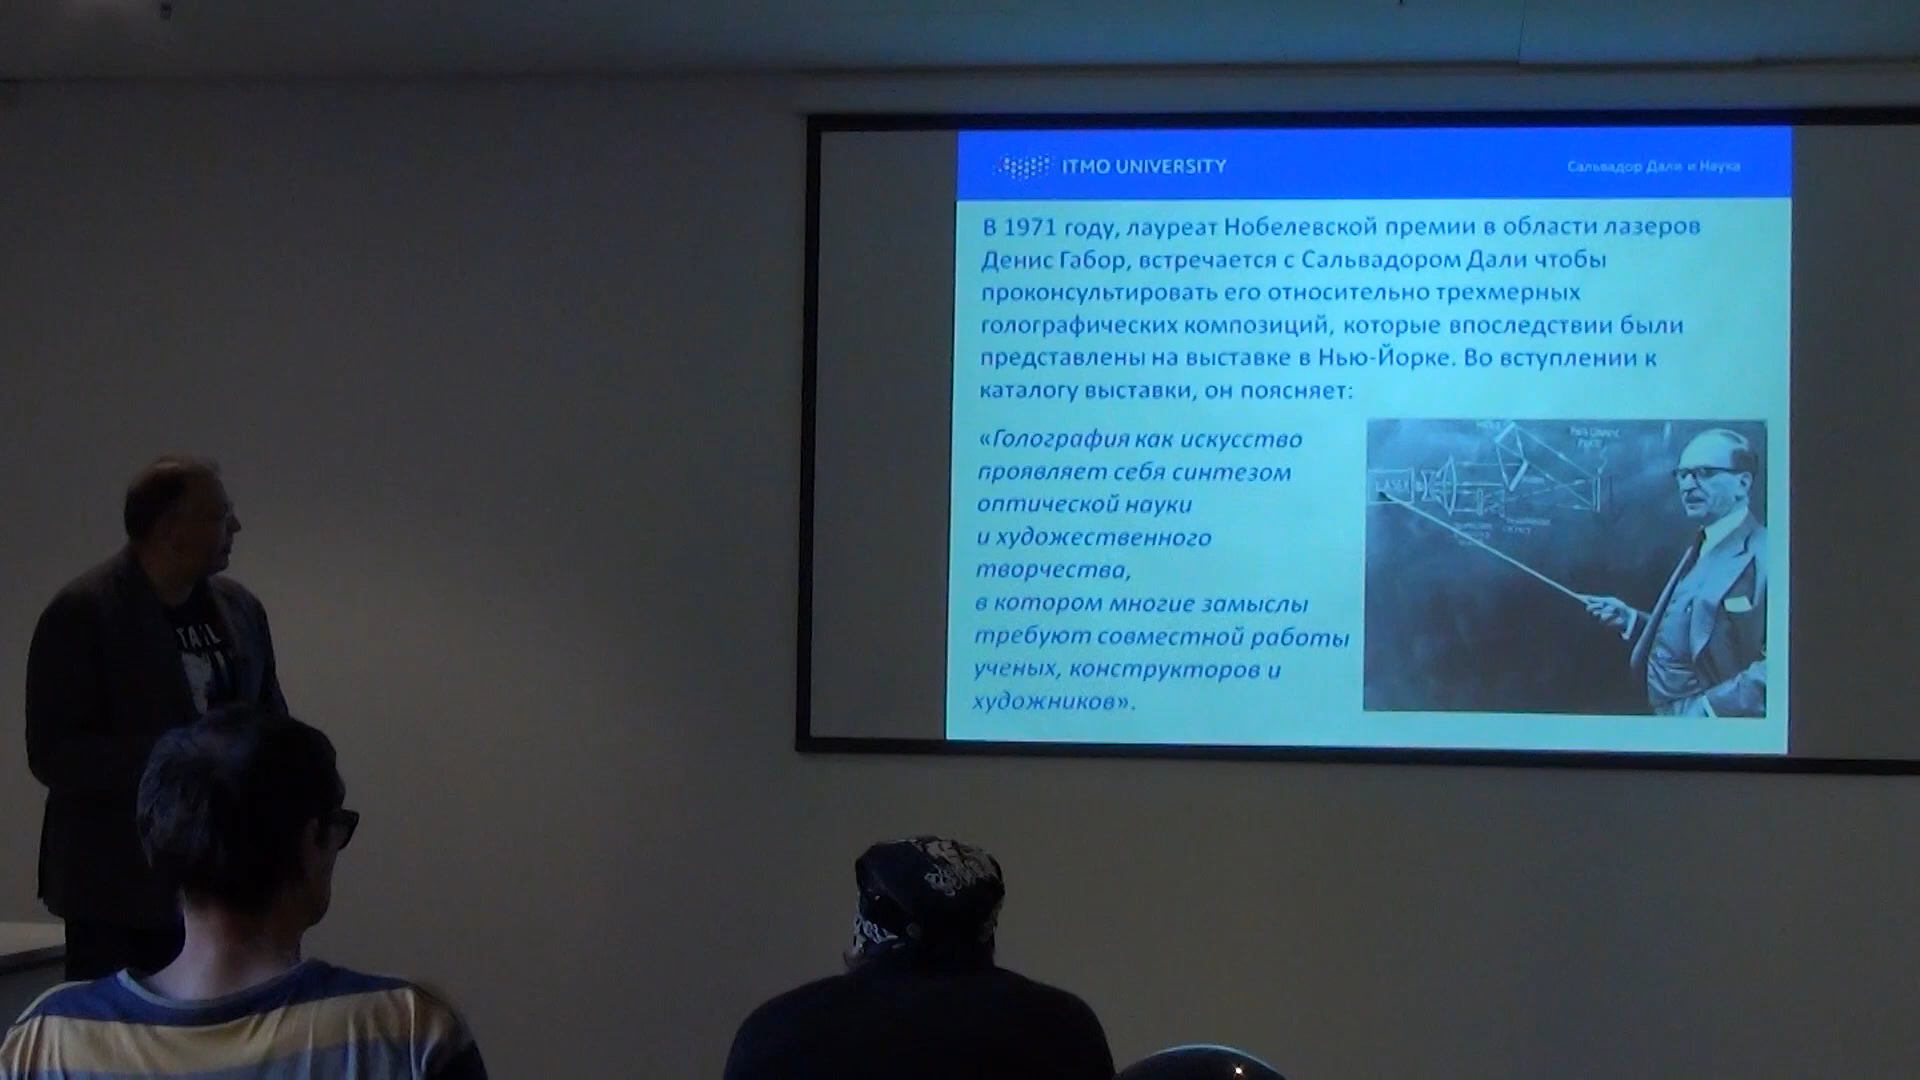 ITMO UNIVERSITY
Сальвадор Дали и Наука
В 1971 году, лауреат Нобелевской премии в области лазеров
Денис Габор, встречается с Сальвадором Дали чтобы
проконсультировать его относительно трехмерных
голографических композиций, которые впоследствии были
представлены на выставке в Нью-Йорке. Во вступлении к
каталогу выставки, он поясняет:
«Голография как искусство
проявляет себя синтезом
оптической науки
и художественного
творчества,
в котором многие замыслы
требуют совместной работы
ученых, конструкторов и
художников».
LASER